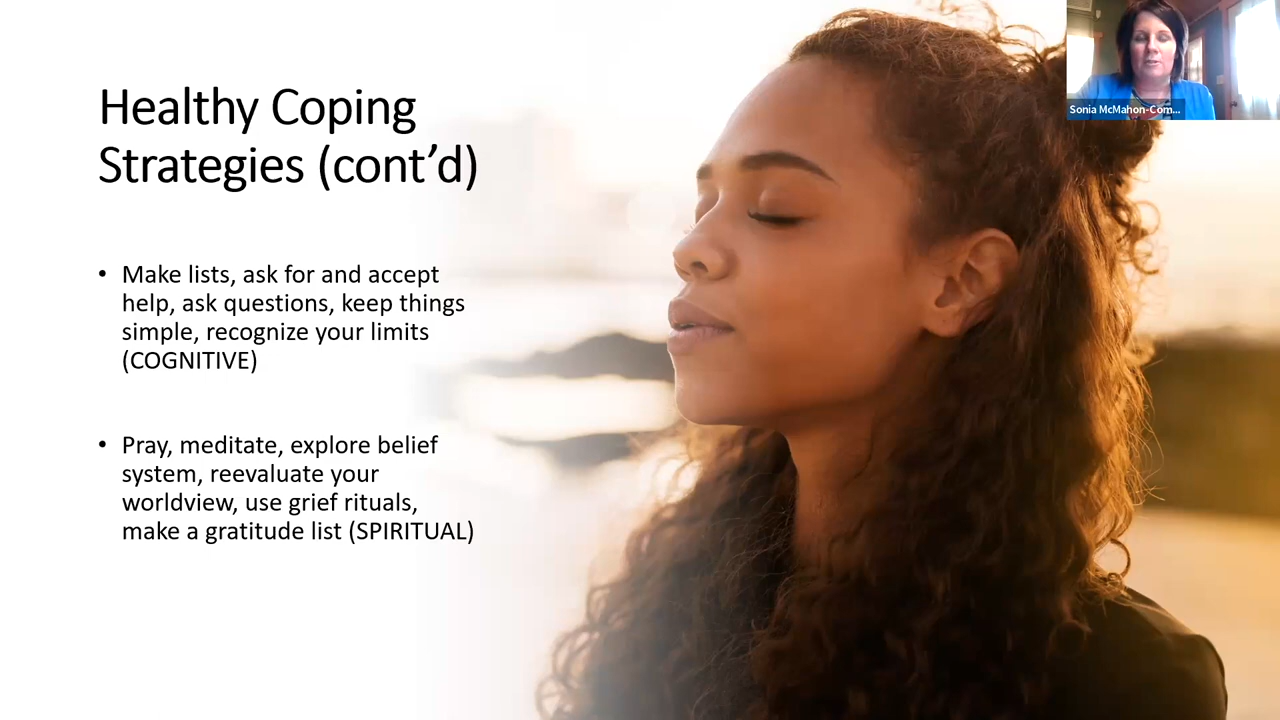 Healthy Coping
Strategies (cont’d)
• Make lists, ask for and accept
help, ask questions, keep things
simple, recognize your limits
(COGNITIVE)
• Pray, meditate, explore belief
system, reevaluate your
worldview, use grief rituals,
make a gratitude list (SPIRITUAL)
Sonia McMahon-Com...